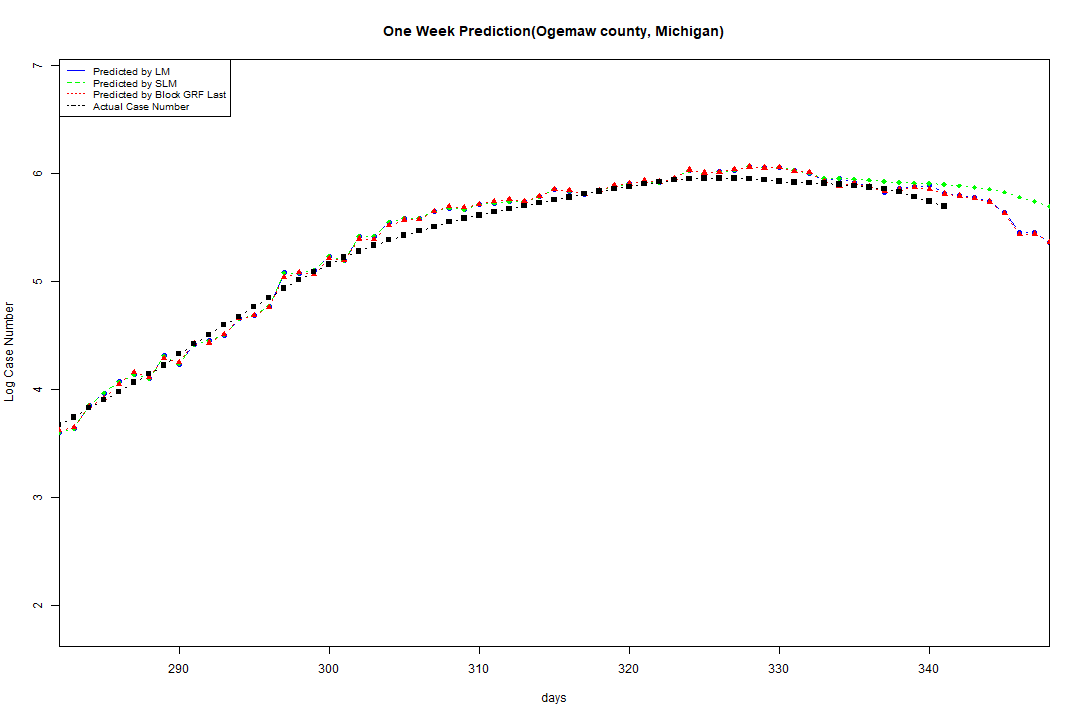 One Week Prediction(Ogemaw county, Michigan)
Predicted by LM
Predicted by SLM
Predicted by Block GRF Last
Actual Case Number
7
6
5
4
3
2
Log Case Number
290 300 310 320 330 340
days